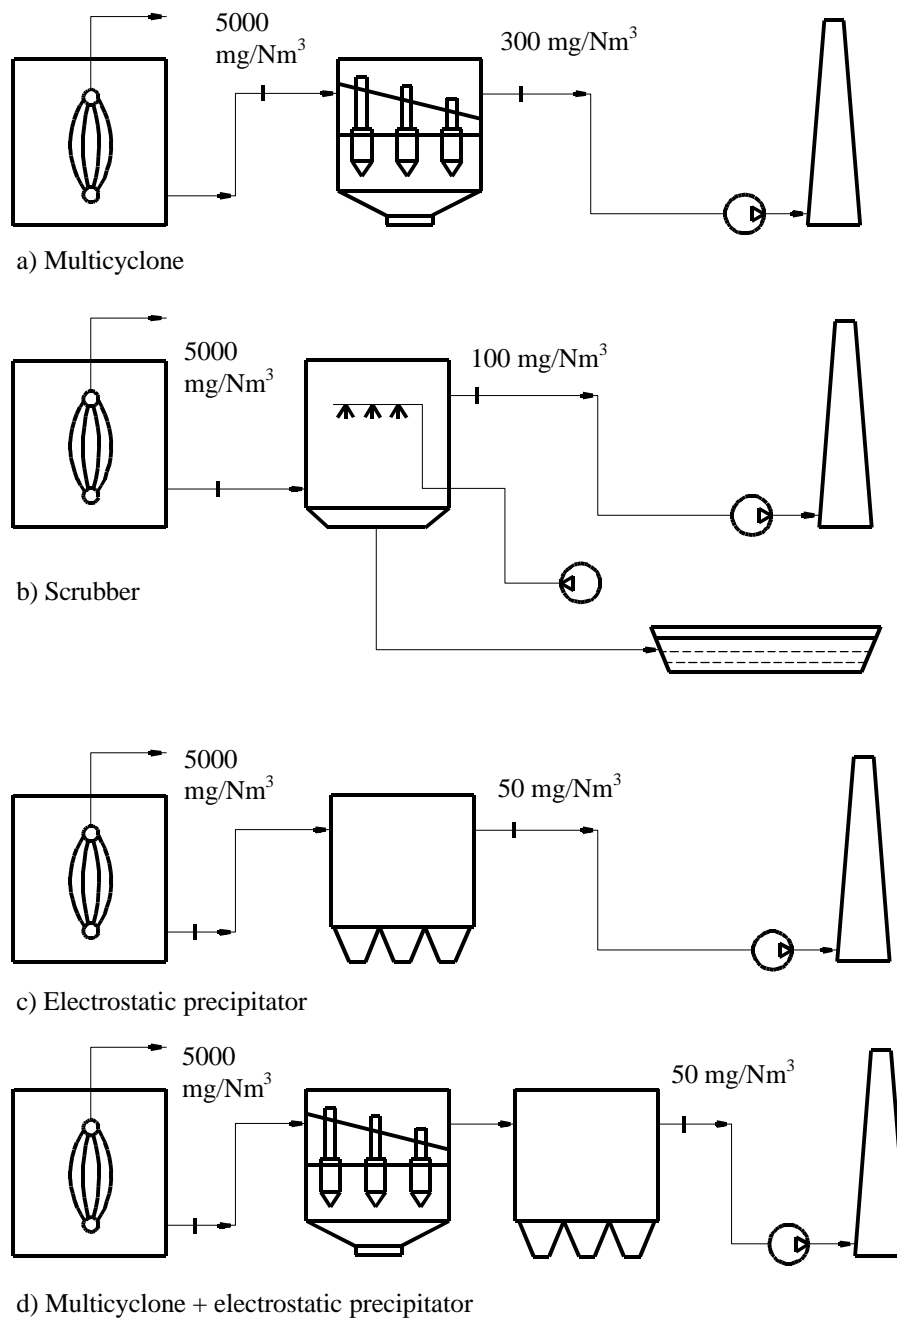 5000
mg/Nm³
300 mg/Nm³
a) Multicyclone
5000
mg/Nm³
100 mg/Nm³
b) Scrubber
5000
mg/Nm³
50 mg/Nm³
c) Electrostatic precipitator
5000
mg/Nm³
50 mg/Nm³
d) Multicyclone + electrostatic precipitator